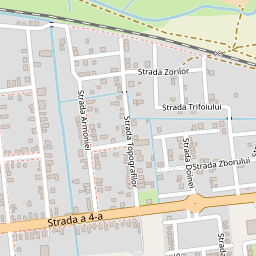 Strada Zorilor
Strada Trifoiului
Strada Armoniei
Strada Topografilor
Strada Doinei
Strada Zborului
Strada a 4-a